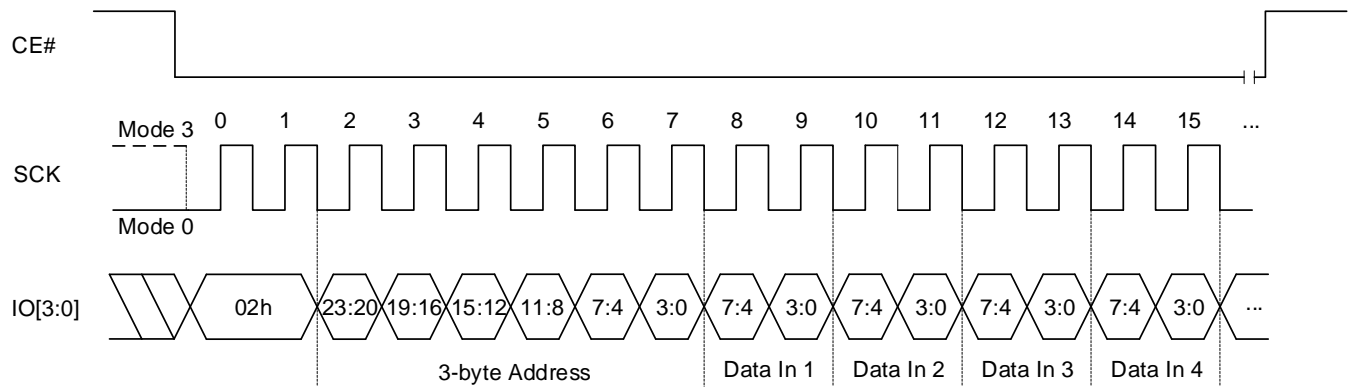 CE#
Mode 3 0 1 2 3 4 5 6 7 8 9 10 11 12 13 14 15 ...
SCK
Mode 0
IO[3:0] 02h 23:20 19:16 15:12 11:8 7:4 3:0 7:4 3:0 7:4 3:0 7:4 3:0 7:4 3:0 ...
3-byte Address Data In 1 Data In 2 Data In 3 Data In 4